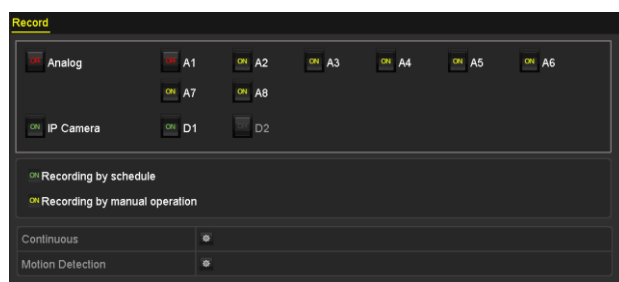 Record
OFF Analog OFF A1 ON A2 ON A3 ON A4 ON A5 ON A6
ON A7 ON A8
ON IP Camera ON D1 OFF D2
ON Recording by schedule
ON Recording by manual operation
Continuous
Motion Detection